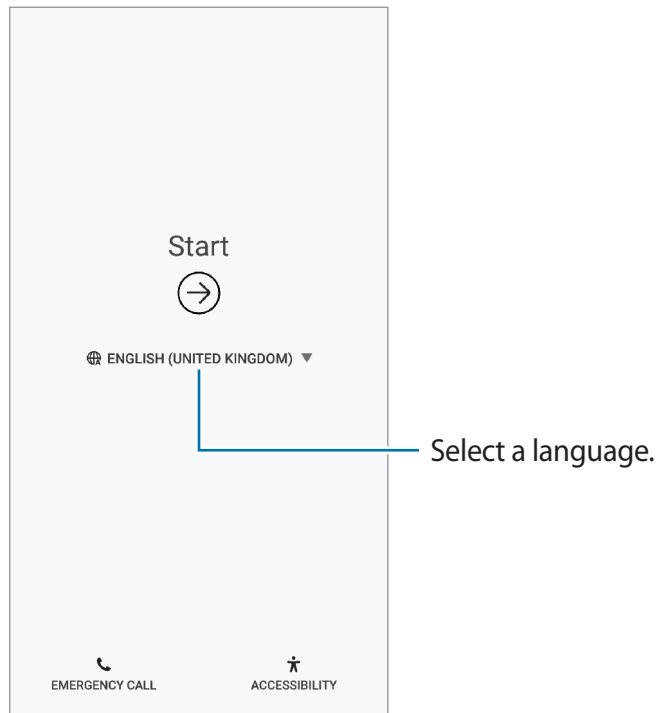 Start
ENGLISH (UNITED KINGDOM)
Select a language.
EMERGENCY CALL
ACCESSIBILITY